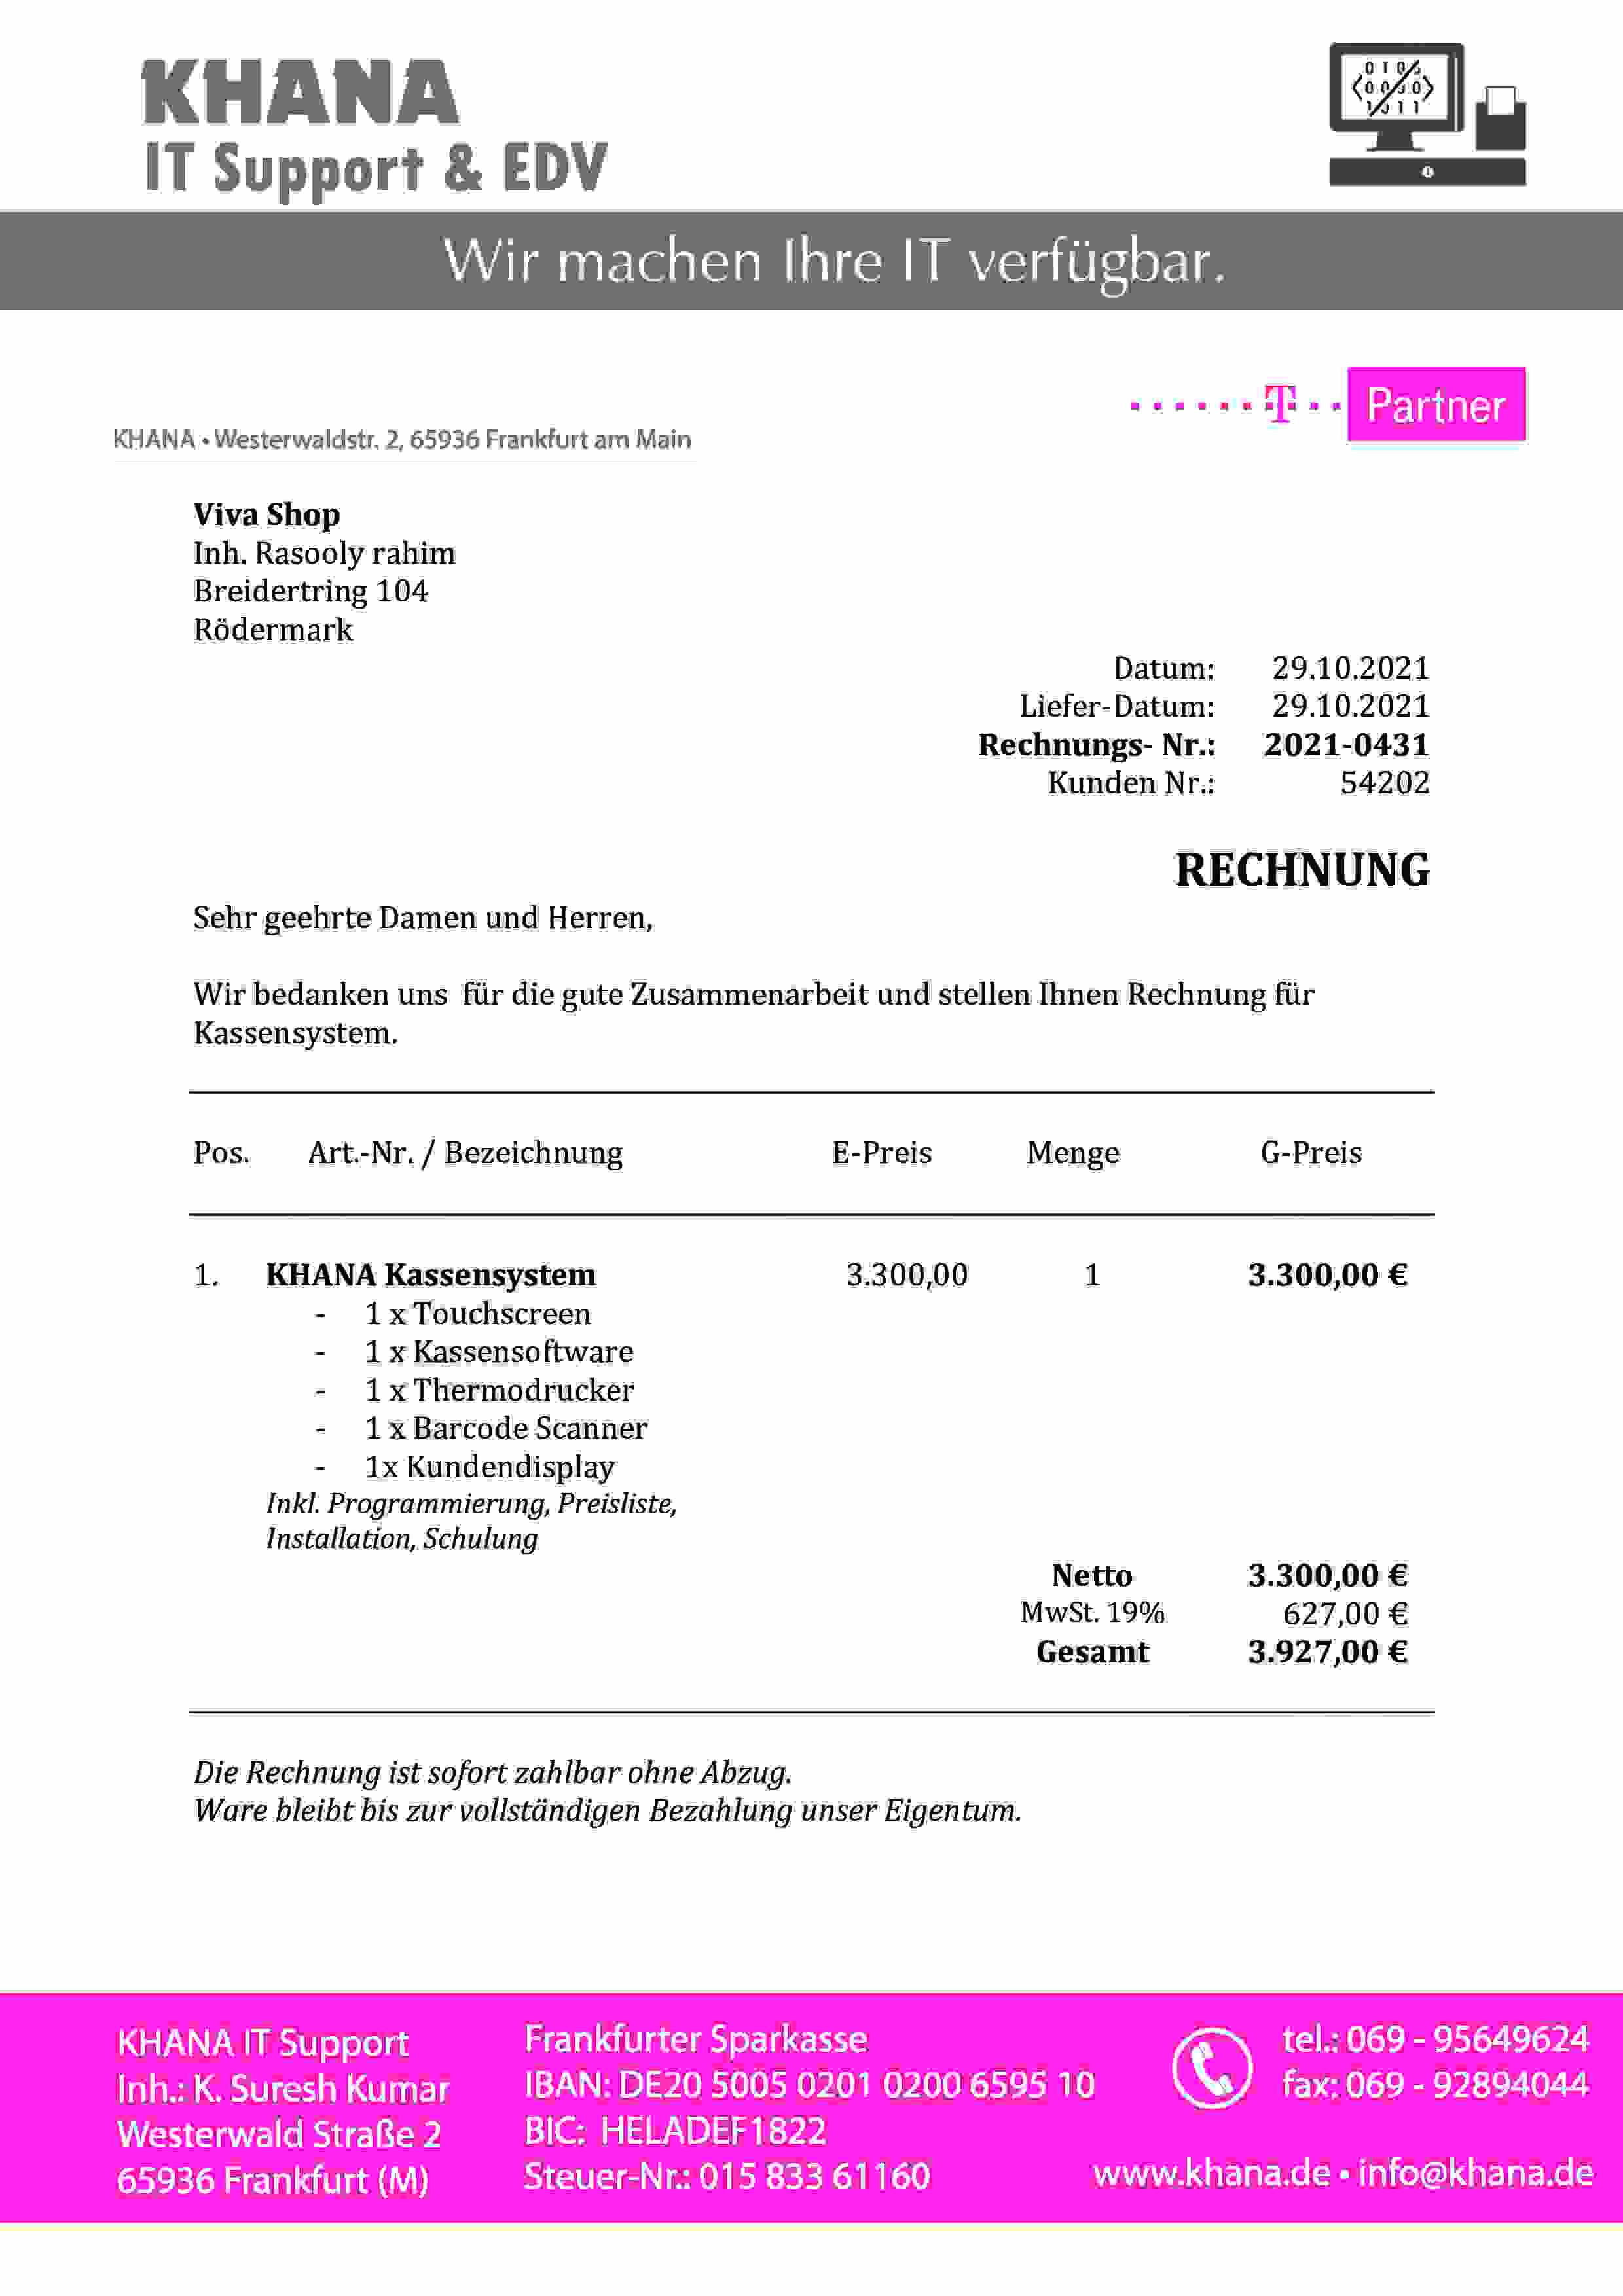 KHANA
IT Support & EDV
Wir machen Ihre IT verfügbar.
T Partner
KHANA • Westerwaldstr. 2, 65936 Frankfurt am Main
Viva Shop
Inh. Rasooly rahim
Breidertring 104
Rödermark
Datum: 29.10.2021
Liefer-Datum: 29.10.2021
Rechnungs- Nr.: 2021-0431
Kunden Nr.: 54202
RECHNUNG
Sehr geehrte Damen und Herren,
Wir bedanken uns für die gute Zusammenarbeit und stellen Ihnen Rechnung für
Kassensystem.
Pos. Art.-Nr. / Bezeichnung E-Preis Menge G-Preis
1. KHANA Kassensystem 3.300,00 1 3.300,00 €
- 1 x Touchscreen
- 1 x Kassensoftware
- 1 x Thermodrucker
- 1 x Barcode Scanner
- 1x Kundendisplay
Inkl. Programmierung, Preisliste,
Installation, Schulung
Netto 3.300,00 €
MwSt. 19% 627,00 €
Gesamt 3.927,00 €
Die Rechnung ist sofort zahlbar ohne Abzug.
Ware bleibt bis zur vollständigen Bezahlung unser Eigentum.
KHANA IT Support
Inh.: K. Suresh Kumar
Westerwald Straße 2
65936 Frankfurt (M)
Frankfurter Sparkasse
IBAN: DE20 5005 0201 0200 6595 10
BIC: HELADEF1822
Steuer-Nr.: 015 833 61160
tel.: 069 - 95649624
fax: 069 - 92894044
www.khana.de • info@khana.de